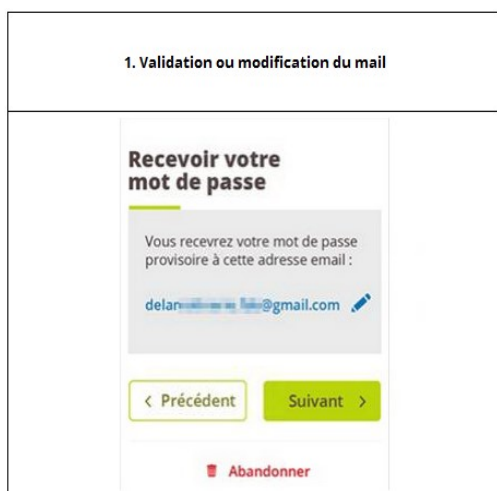 1. Validation ou modification du mail
Recevoir votre
mot de passe
Vous recevrez votre mot de passe
provisoire à cette adresse email :
@gmail.com
< Précédent
Suivant >
Abandonner